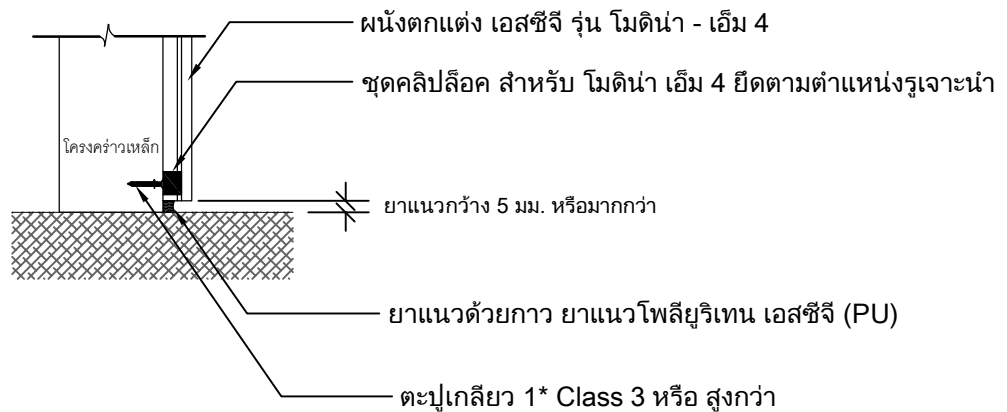 ผนังตกแต่ง เอสซีจี รุ่น โมดิน่า - เอ็ม 4
ชุดคลิปล็อค สำหรับ โมดิน่า เอ็ม 4 ยึดตามตำแหน่งรูเจาะนำ
โครงคร่าวเหล็ก
ยาแนวกว้าง 5 มม. หรือมากกว่า
ยาแนวด้วยกาว ยาแนวโพลียูริเทน เอสซีจี (PU)
ตะปูเกลียว 1* Class 3 หรือ สูงกว่า